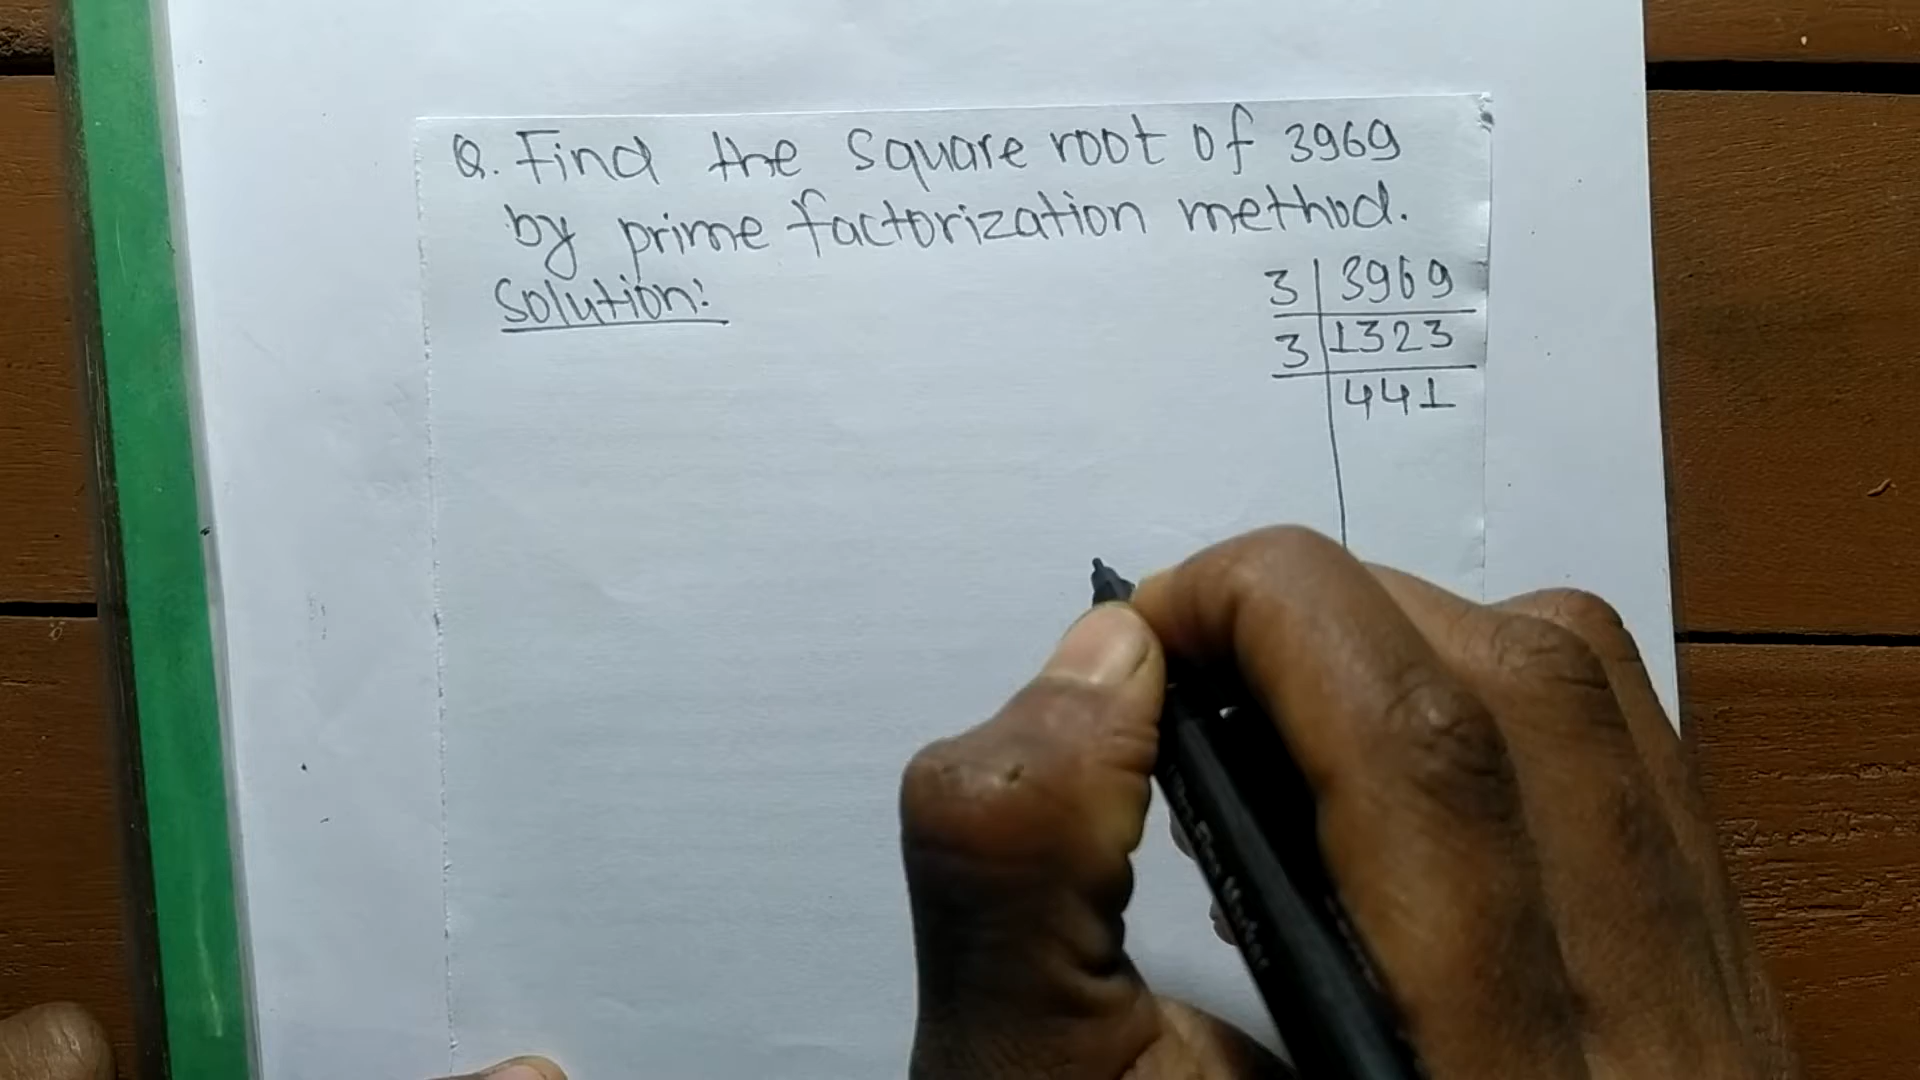 Q. Find the square root of 3969
by prime factorization method.
Solution:
3 | 3969
3 | 1323
441